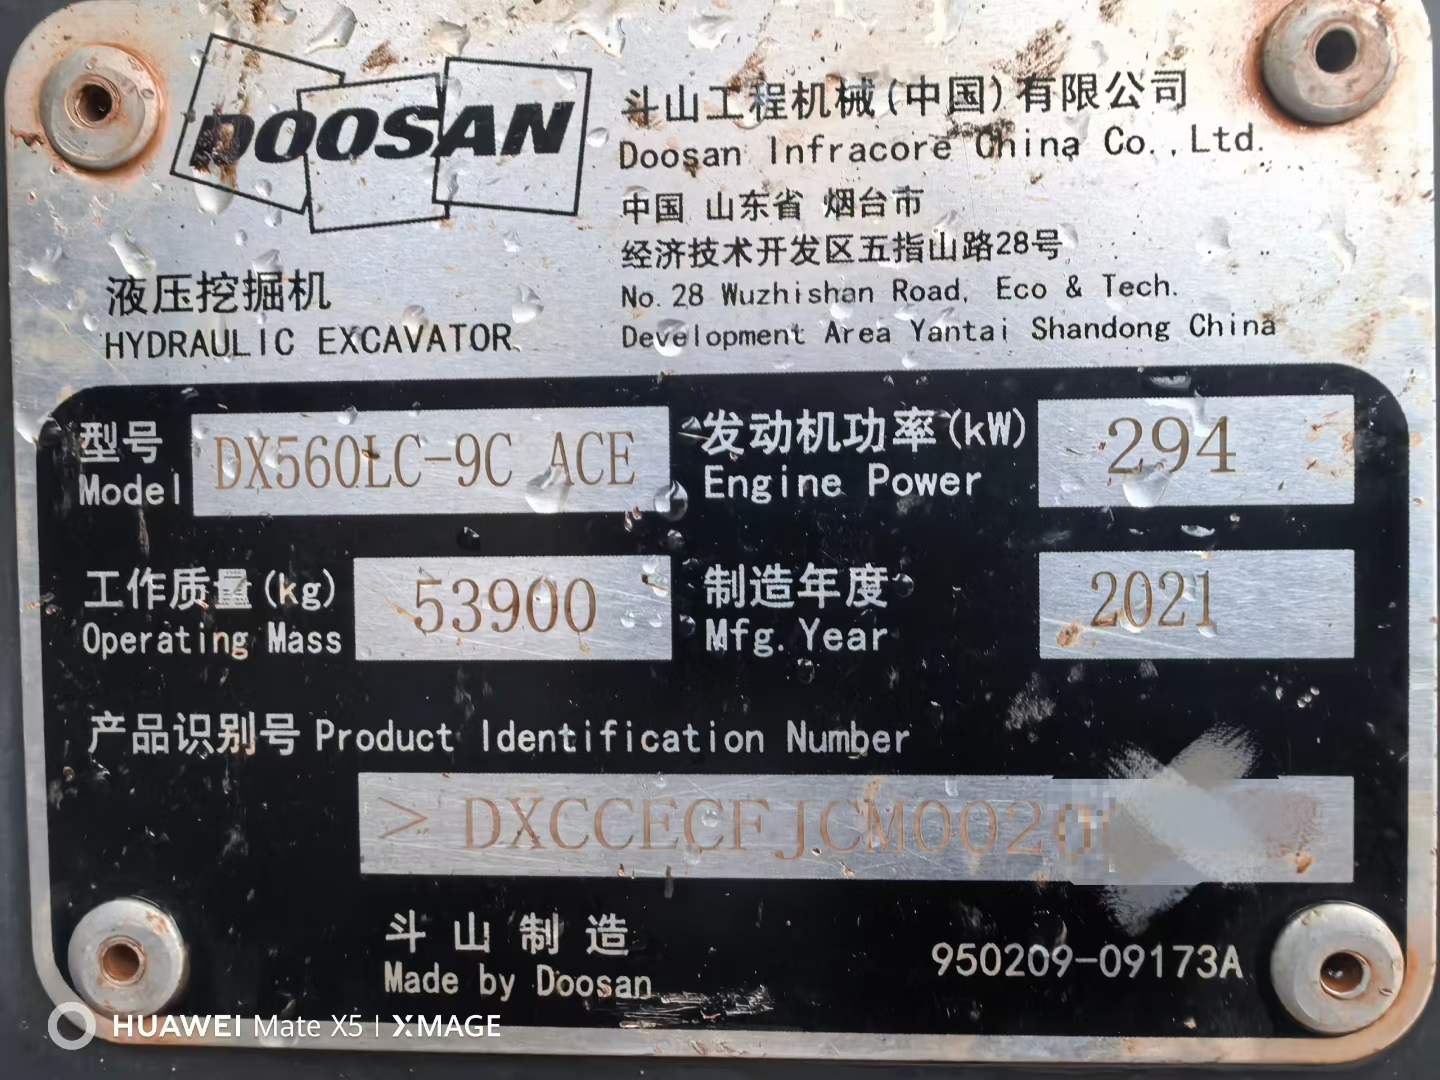 DOOSAN
斗山工程机械(中国)有限公司
Doosan Infracore China Co.,Ltd.
中国 山东省 烟台市
经济技术开发区五指山路28号
No.28 Wuzhishan Road, Eco & Tech.
Development Area Yantai Shandong China
液压挖掘机
HYDRAULIC EXCAVATOR
型号
Model
DX560LC-9C ACE
发动机功率(kW)
Engine Power
294
工作质量(kg)
Operating Mass
53900
制造年度
Mfg. Year
2021
产品识别号 Product Identification Number
> DXCCECFJCM002
斗山制造
Made by Doosan
950209-09173A
HUAWEI Mate X5 | XMAGE